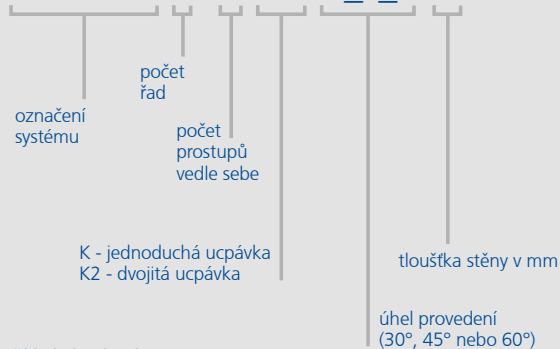 počet
řad
označení
systému
počet
prostupů
vedle sebe
K - jednoduchá ucpávka
K2 - dvojitá ucpávka
tloušťka stěny v mm
úhel provedení
(30°, 45° nebo 60°)